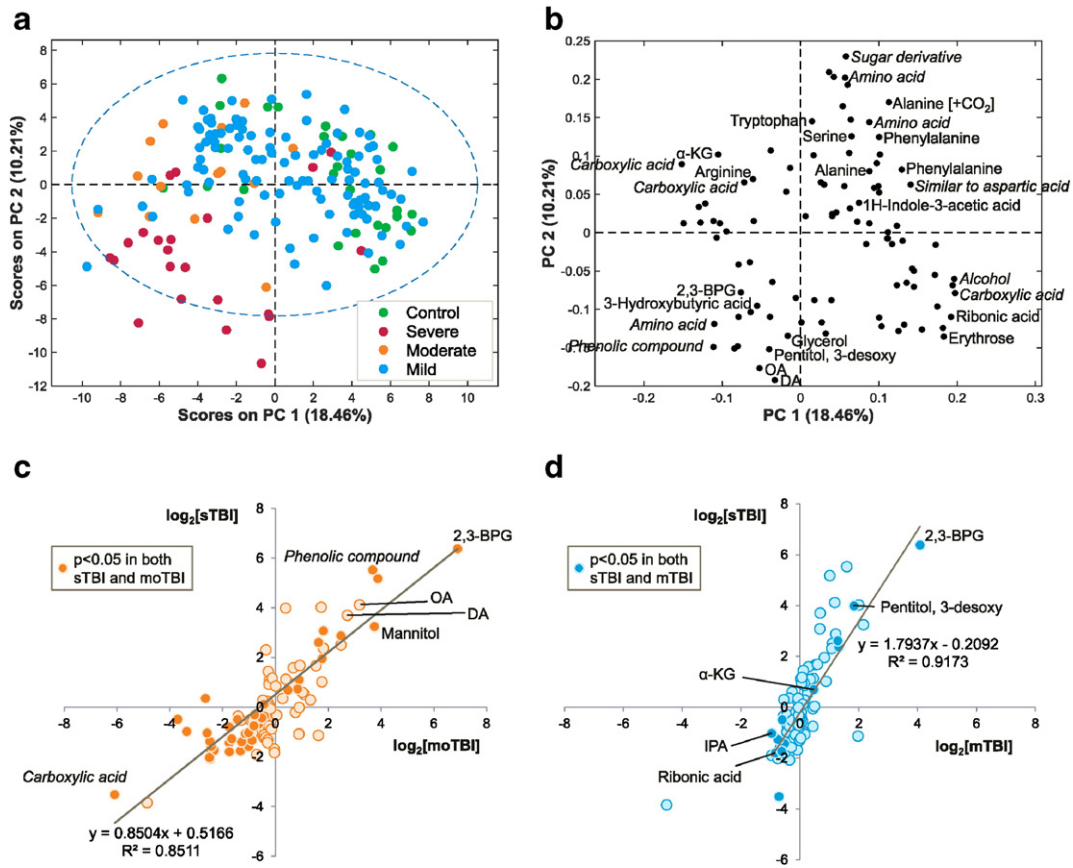 a
8
6
4
2
0
-2
-4
-6
-8
-10
-12
-10 -8 -6 -4 -2 0 2 4 6 8 10
Scores on PC 2 (10.21%)
Scores on PC 1 (18.46%)
Control
Severe
Moderate
Mild
b
0.25
0.2
0.15
0.1
0.05
0
-0.05
-0.1
-0.15
-0.2
-0.2 -0.1 0 0.1 0.2 0.3
PC 2 (10.21%)
PC 1 (18.46%)
Sugar derivative
Amino acid
Alanine [+CO2]
Tryptophan
Amino acid
Serine
Phenylalanine
α-KG
Carboxylic acid
Arginine
Alanine
Phenylalanine
Carboxylic acid
Similar to aspartic acid
1H-Indole-3-acetic acid
2,3-BPG
Alcohol
3-Hydroxybutyric acid
Carboxylic acid
Amino acid
Ribonic acid
Phenolic compound
Glycerol
Erythrose
Pentitol, 3-desoxy
OA
DA
c
log2[sTBI]
8
6
4
2
0
-2
-4
-6
-8 -6 -4 -2 0 2 4 6 8
p<0.05 in both
sTBI and moTBI
2,3-BPG
Phenolic compound
OA
DA
Mannitol
log2[moTBI]
Carboxylic acid
y = 0.8504x + 0.5166
R² = 0.8511
d
log2[sTBI]
8
6
4
2
0
-2
-4
-6
-8 -6 -4 -2 0 2 4 6 8
p<0.05 in both
sTBI and mTBI
2,3-BPG
Pentitol, 3-desoxy
y = 1.7937x - 0.2092
R² = 0.9173
α-KG
IPA
log2[mTBI]
Ribonic acid